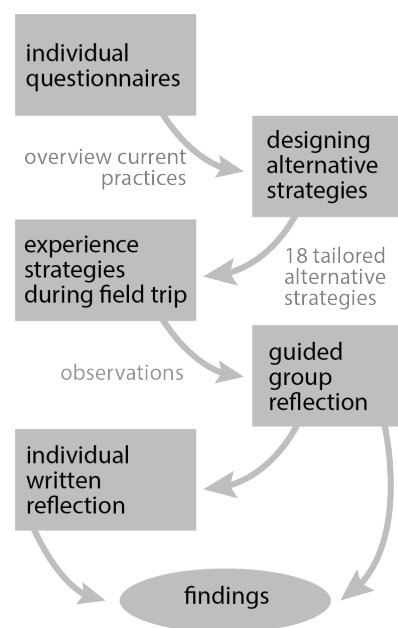 individual
questionnaires
overview current
practices
designing
alternative
strategies
18 tailored
alternative
strategies
experience
strategies
during field trip
observations
guided
group
reflection
individual
written
reflection
findings